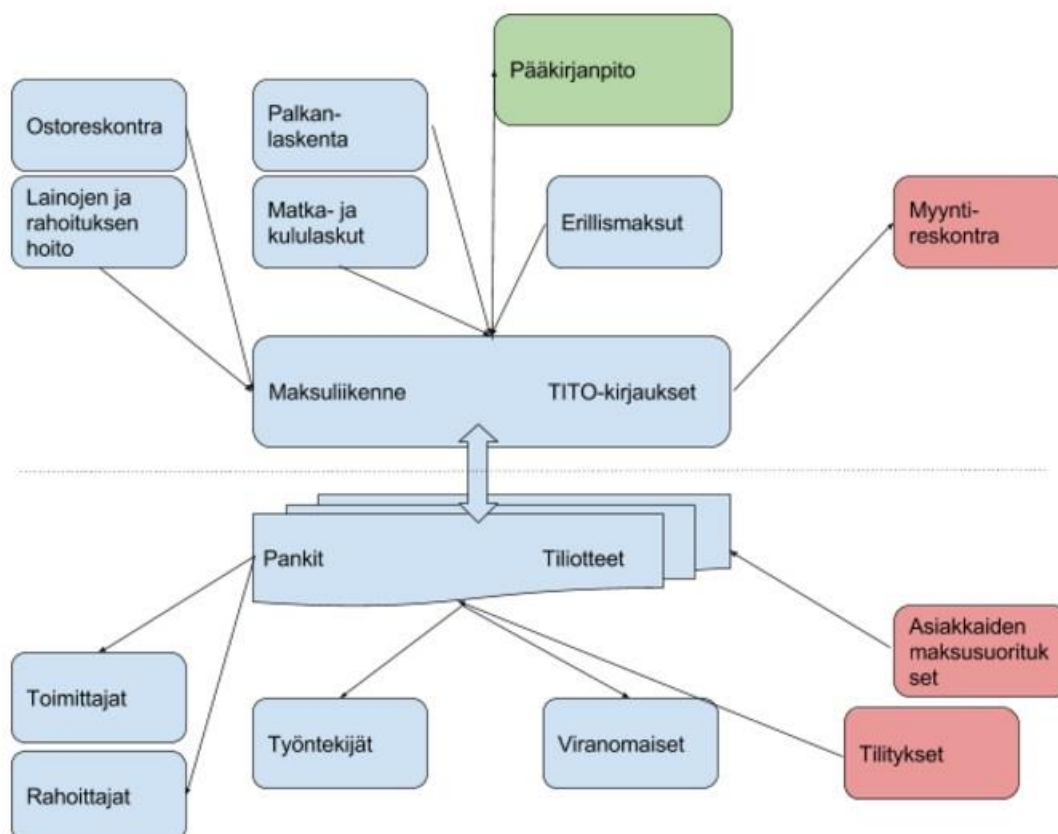 Pääkirjanpito
Ostoreskontra
Palkan-
laskenta
Lainojen ja
rahoituksen
hoito
Matka- ja
kululaskut
Erillismaksut
Myynti-
reskontra
Maksuliikenne
TITO-kirjaukset
Pankit
Tiliotteet
Asiakkaiden
maksusuorituk
set
Toimittajat
Työntekijät
Viranomaiset
Tilitykset
Rahoittajat